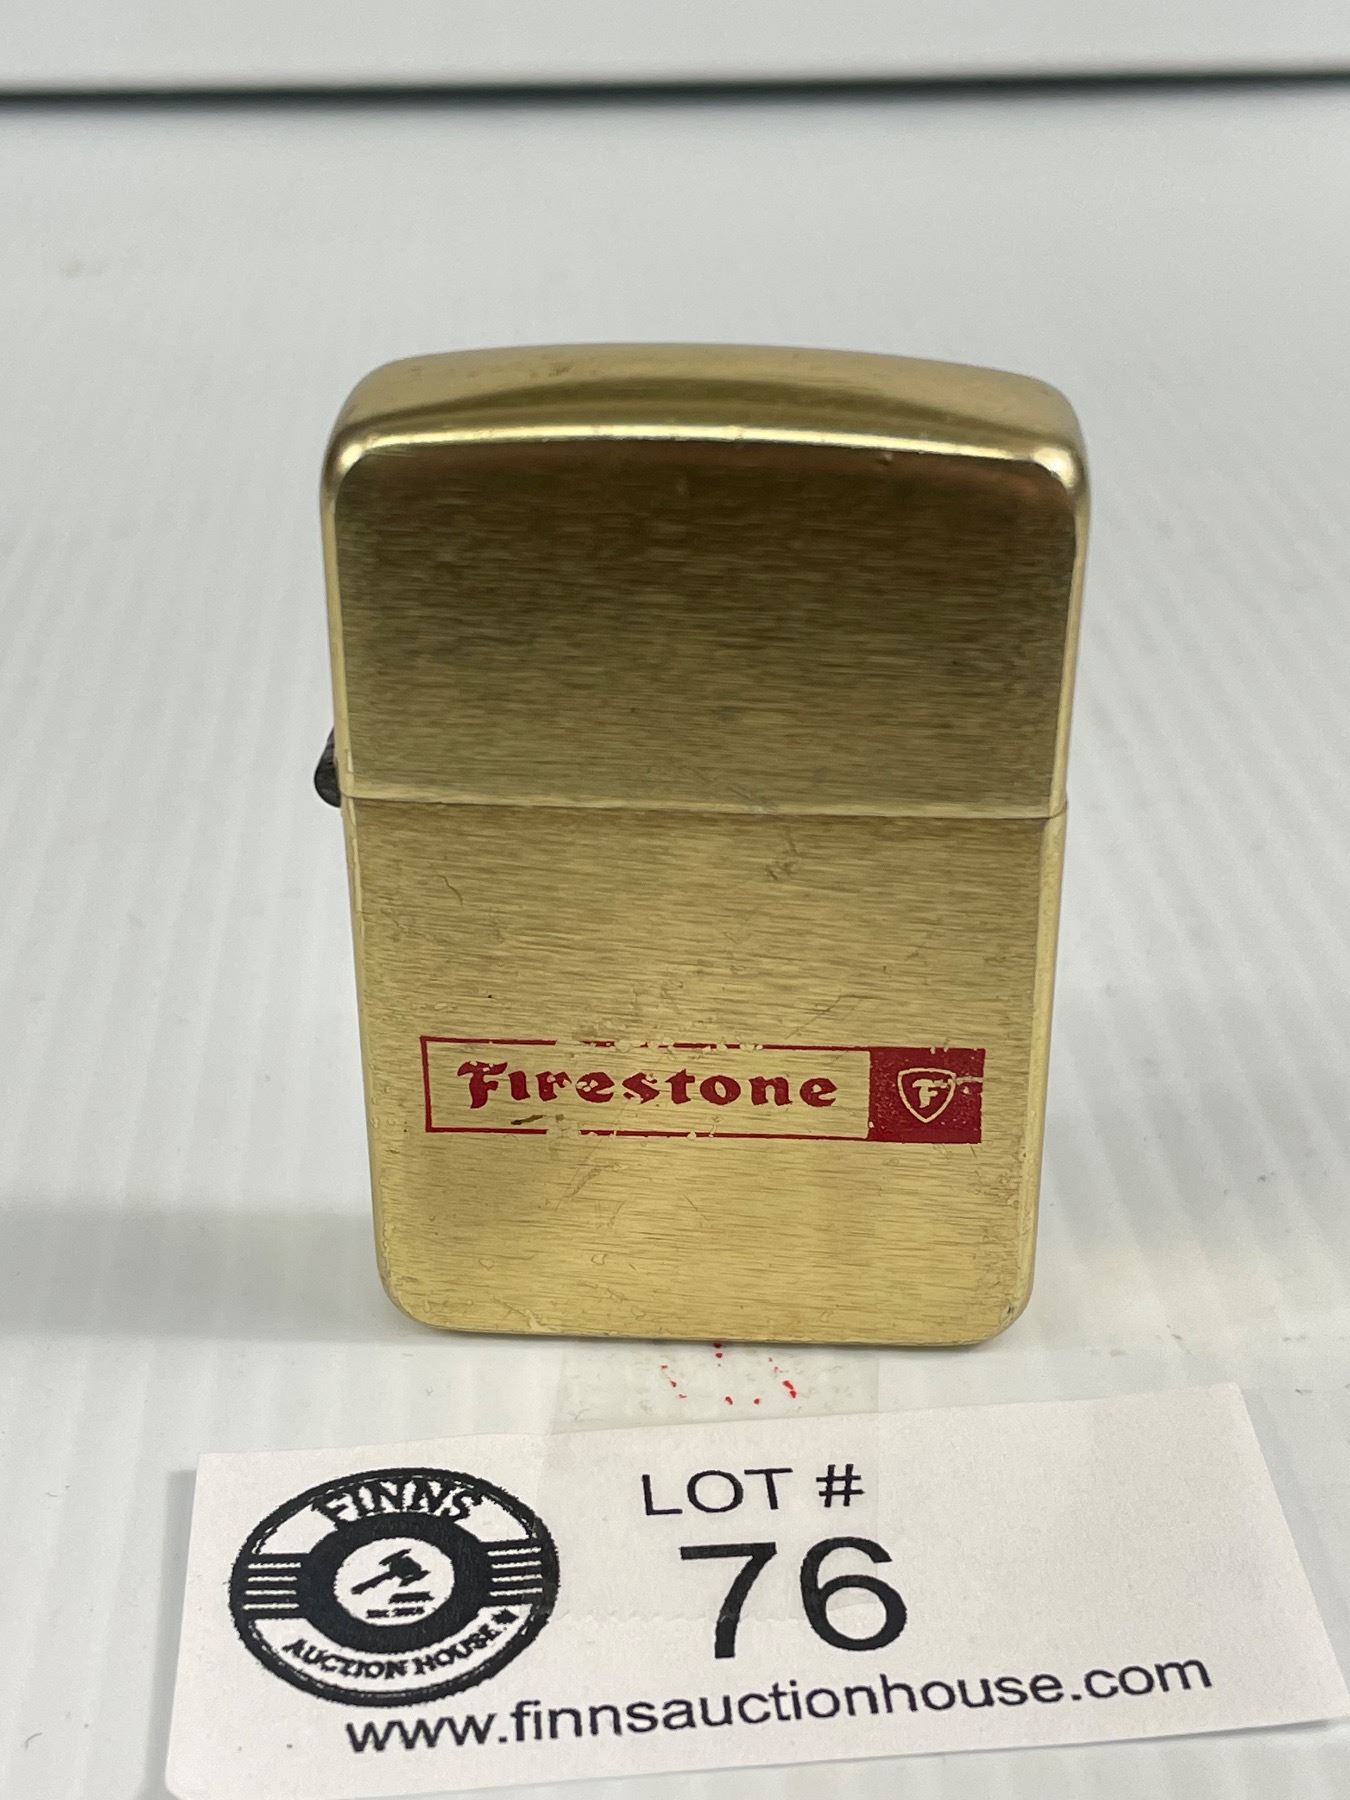 Firestone F
FINNS
AUCTION HOUSE
LOT #
76
www.finnsauctionhouse.com